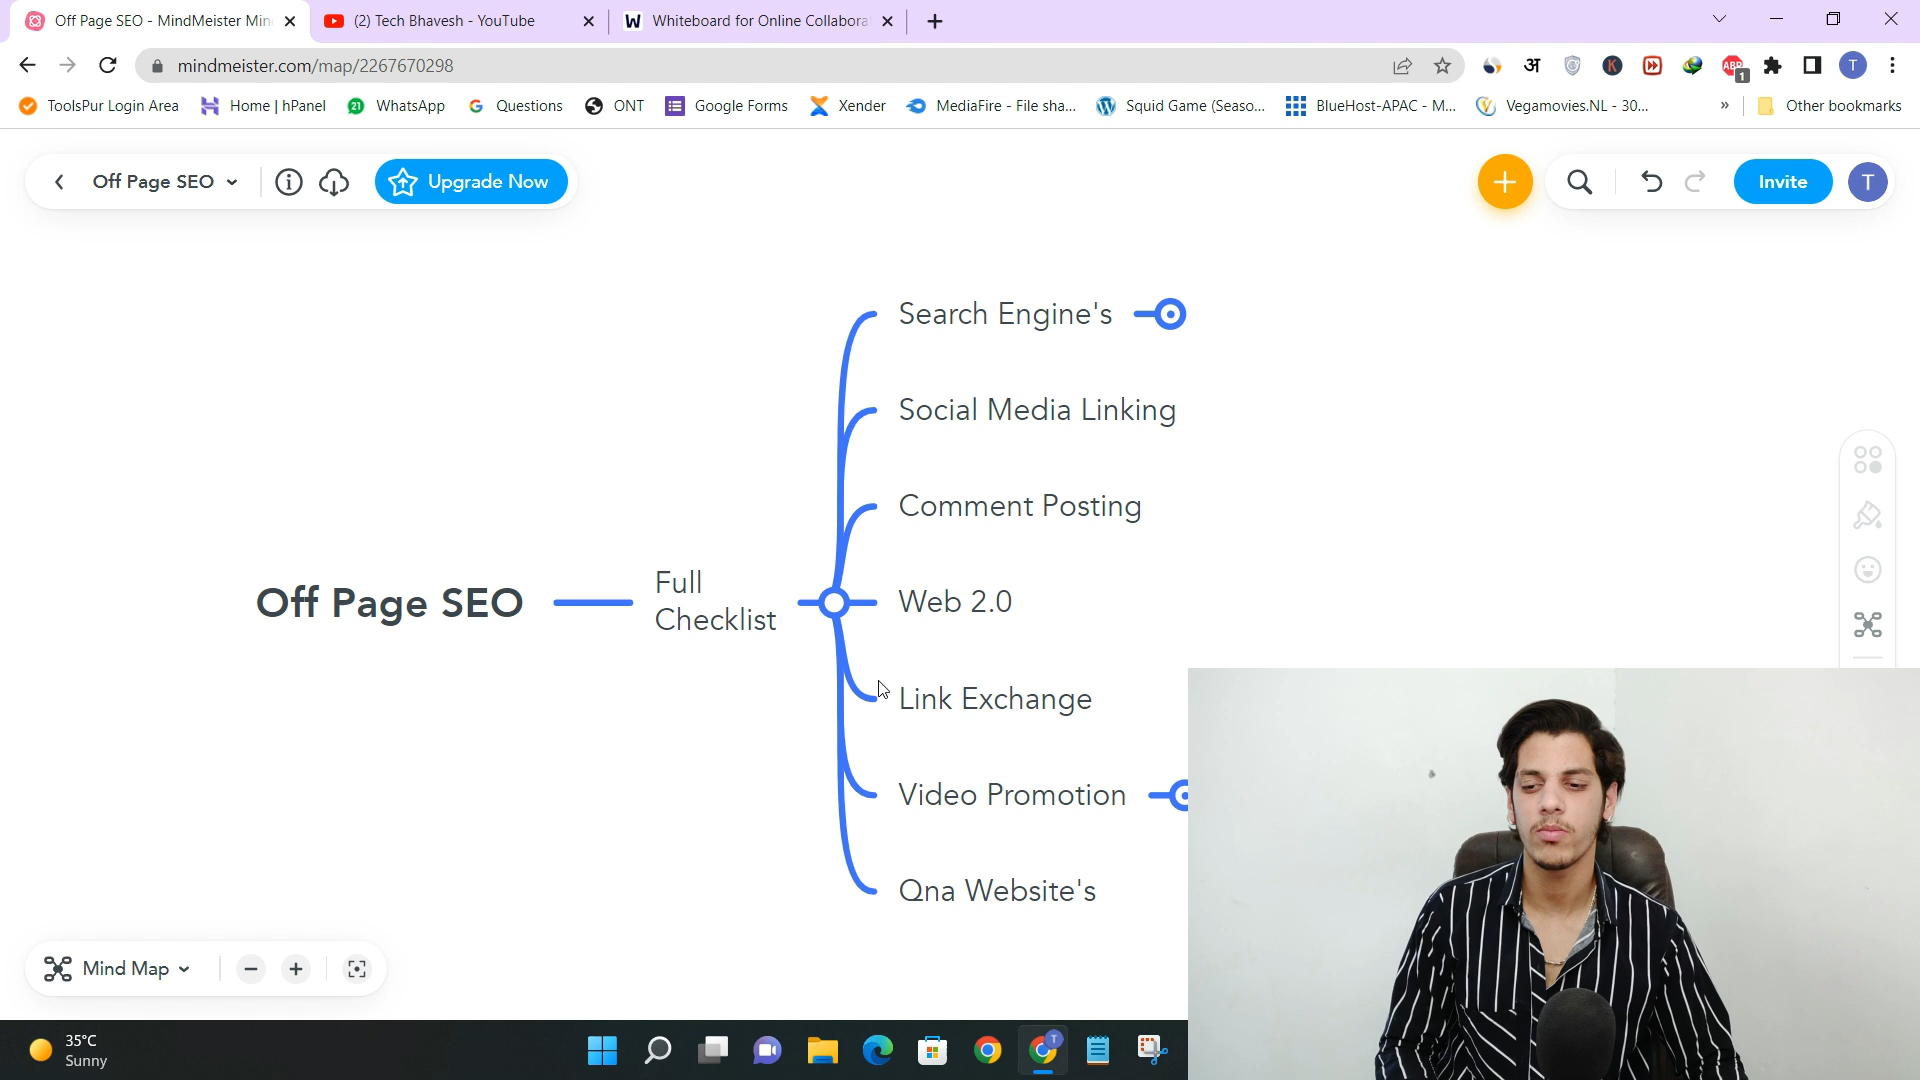 Off Page SEO - MindMeister Min
(2) Tech Bhavesh - YouTube
W Whiteboard for Online Collabora
mindmeister.com/map/2267670298
अ
K
ABP
1
T
ToolsPur Login Area
Home | hPanel
21 WhatsApp
G Questions
ONT
Google Forms
Xender
MediaFire - File sha...
Squid Game (Seaso...
BlueHost-APAC - M...
Vegamovies.NL - 30...
»
Other bookmarks
Off Page SEO
Upgrade Now
Invite
T
Search Engine's
Social Media Linking
Comment Posting
Web 2.0
Off Page SEO
Full
Checklist
Link Exchange
Video Promotion
Qna Website's
Mind Map
35°C
Sunny
T